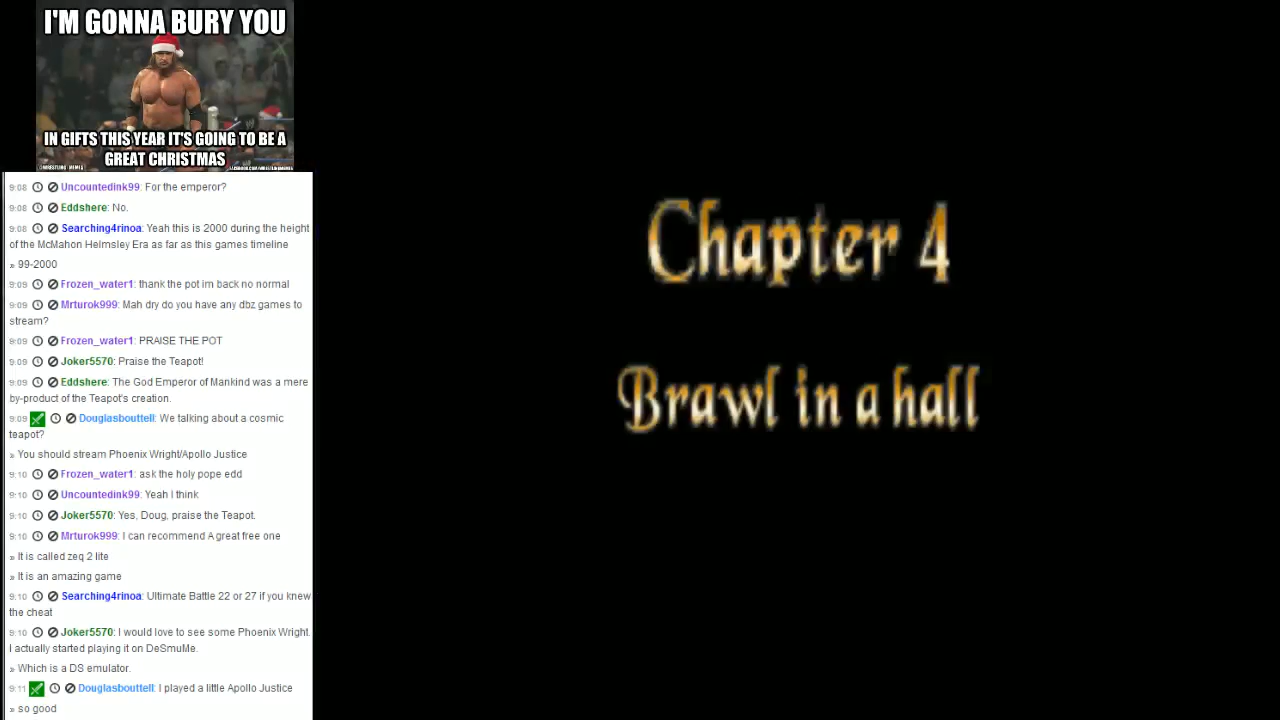 I'M GONNA BURY YOU
IN GIFTS THIS YEAR IT'S GOING TO BE A
GREAT CHRISTMAS
9:08 Uncountedink99: For the emperor?
9:08 Eddshere: No.
9:08 Searching4rinoa: Yeah this is 2000 during the height
of the McMahon Helmsley Era as far as this games timeline
» 99-2000
9:09 Frozen_water1: thank the pot im back no normal
9:09 Mrturok999: Mah dry do you have any dbz games to
stream?
9:09 Frozen_water1: PRAISE THE POT
9:09 Joker5570: Praise the Teapot!
9:09 Eddshere: The God Emperor of Mankind was a mere
by-product of the Teapot's creation.
9:09 Douglasbouttell: We talking about a cosmic
teapot?
» You should stream Phoenix Wright/Apollo Justice
9:10 Frozen_water1: ask the holy pope edd
9:10 Uncountedink99: Yeah I think
9:10 Joker5570: Yes, Doug, praise the Teapot.
9:10 Mrturok999: I can recommend A great free one
» It is called zeq 2 lite
» It is an amazing game
9:10 Searching4rinoa: Ultimate Battle 22 or 27 if you knew
the cheat
9:10 Joker5570: I would love to see some Phoenix Wright.
I actually started playing it on DeSmuMe.
» Which is a DS emulator.
9:11 Douglasbouttell: I played a little Apollo Justice
» so good
Chapter 4
Brawl in a hall